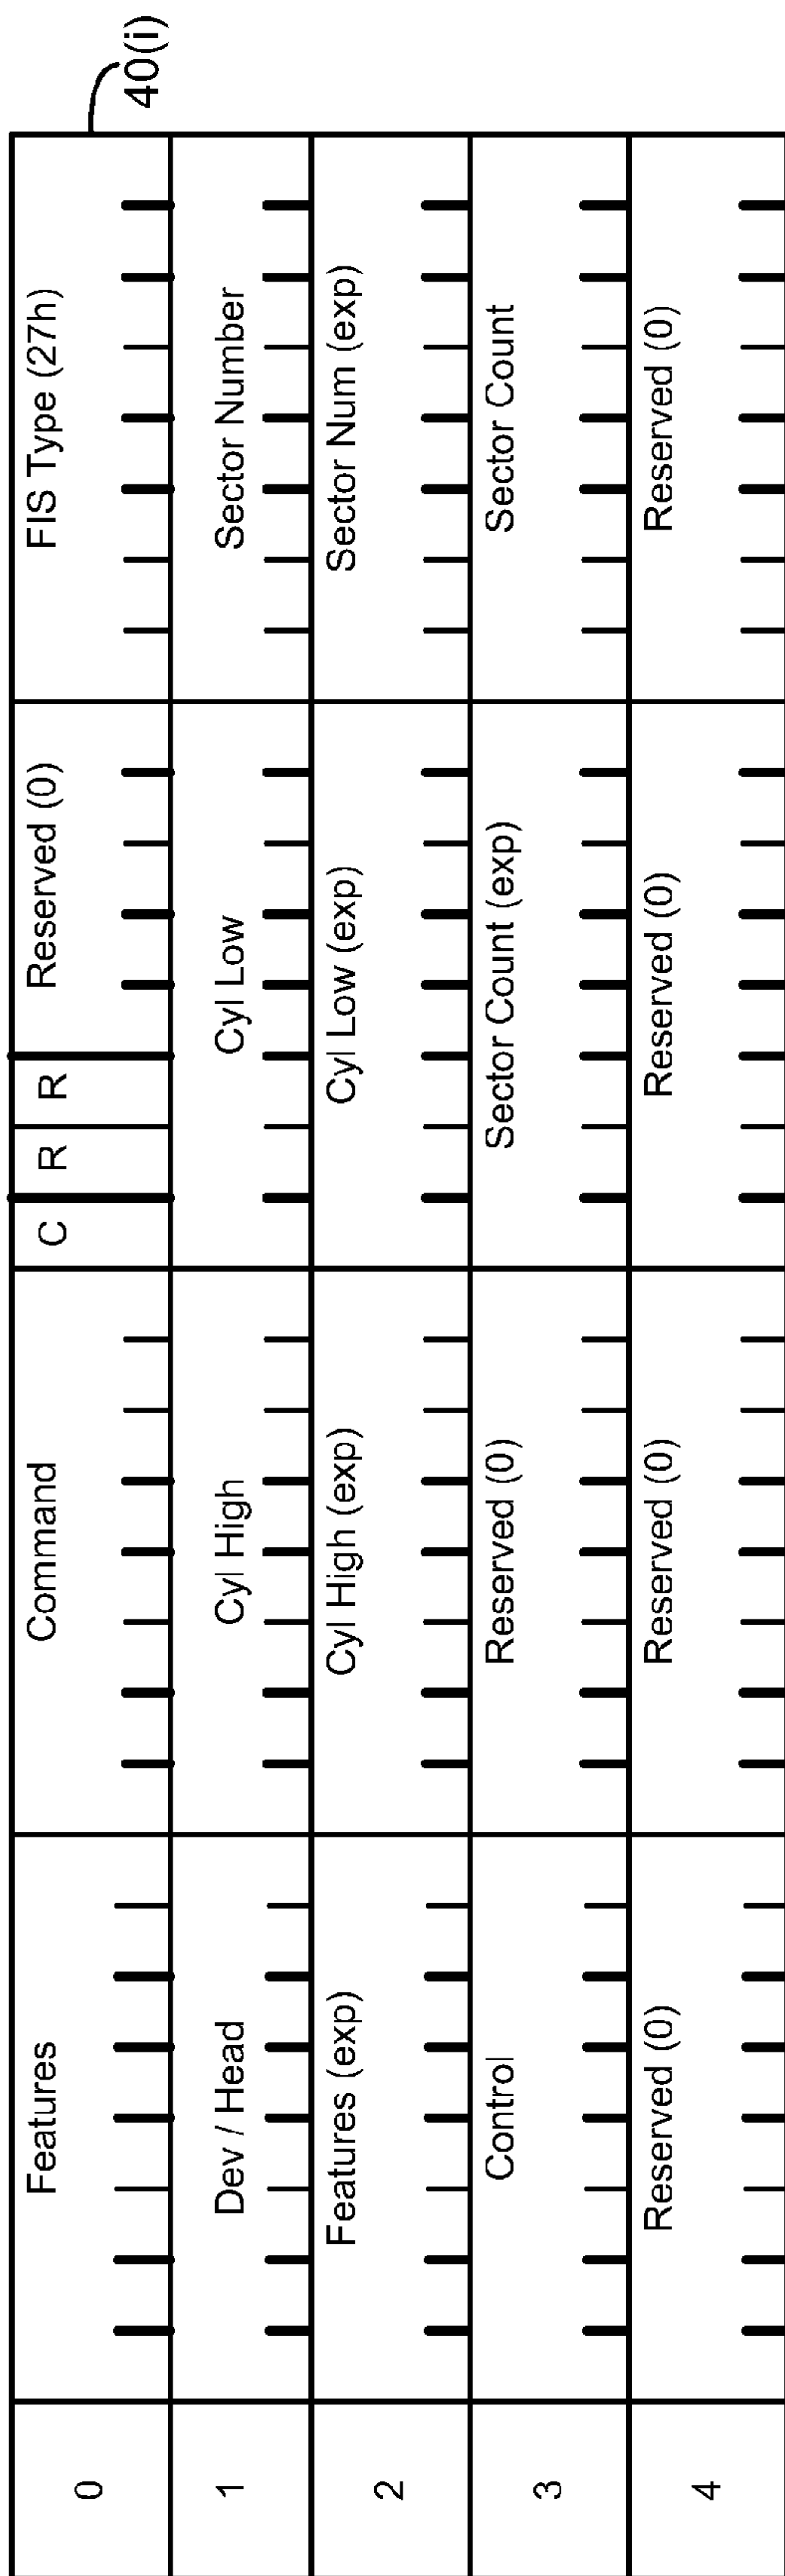 40(i)
0 Features Command C R R Reserved (0) FIS Type (27h)
1 Dev / Head Cyl High Cyl Low Sector Number
2 Features (exp) Cyl High (exp) Cyl Low (exp) Sector Num (exp)
3 Control Reserved (0) Sector Count (exp) Sector Count
4 Reserved (0) Reserved (0) Reserved (0) Reserved (0)